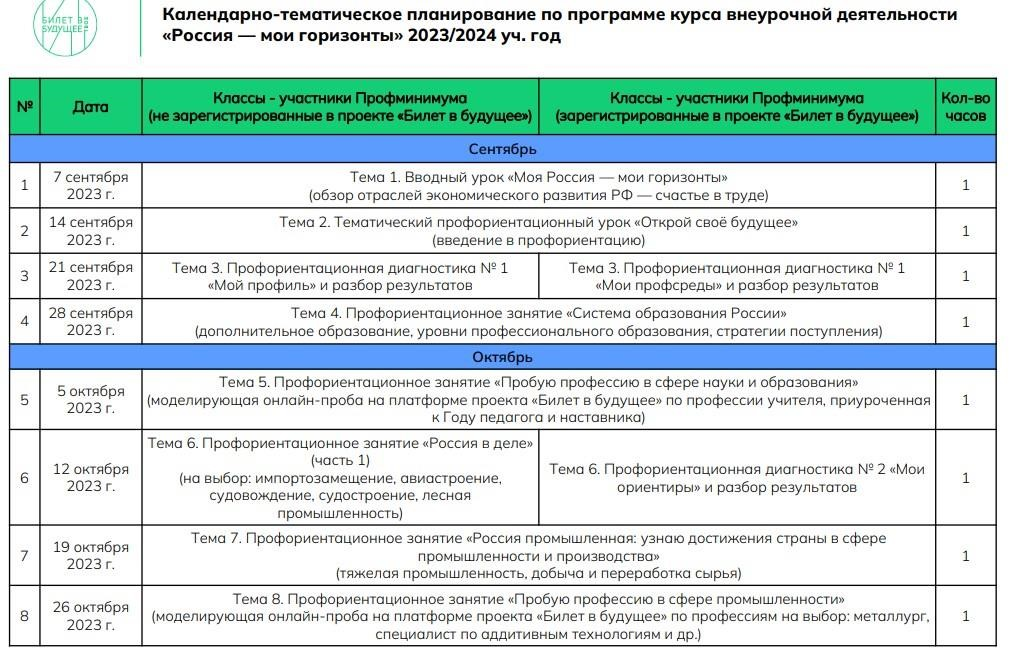 БИЛЕТ В
БУДУЩЕЕ
Календарно-тематическое планирование по программе курса внеурочной деятельности
«Россия — мои горизонты» 2023/2024 уч. год
№
Дата
Классы - участники Профминимума
(не зарегистрированные в проекте «Билет в будущее»)
Классы - участники Профминимума
(зарегистрированные в проекте «Билет в будущее»)
Кол-во
часов
Сентябрь
1
7 сентября
2023 г.
Тема 1. Вводный урок «Моя Россия — мои горизонты»
(обзор отраслей экономического развития РФ — счастье в труде)
1
2
14 сентября
2023 г.
Тема 2. Тематический профориентационный урок «Открой своё будущее»
(введение в профориентацию)
1
3
21 сентября
2023 г.
Тема 3. Профориентационная диагностика № 1
«Мой профиль» и разбор результатов
Тема 3. Профориентационная диагностика № 1
«Мои профсреды» и разбор результатов
1
4
28 сентября
2023 г.
Тема 4. Профориентационное занятие «Система образования России»
(дополнительное образование, уровни профессионального образования, стратегии поступления)
1
Октябрь
5
5 октября
2023 г.
Тема 5. Профориентационное занятие «Пробую профессию в сфере науки и образования»
(моделирующая онлайн-проба на платформе проекта «Билет в будущее» по профессии учителя, приуроченная
к Году педагога и наставника)
1
6
12 октября
2023 г.
Тема 6. Профориентационное занятие «Россия в деле»
(часть 1)
(на выбор: импортозамещение, авиастроение,
судовождение, судостроение, лесная
промышленность)
Тема 6. Профориентационная диагностика № 2 «Мои
ориентиры» и разбор результатов
1
7
19 октября
2023 г.
Тема 7. Профориентационное занятие «Россия промышленная: узнаю достижения страны в сфере
промышленности и производства»
(тяжелая промышленность, добыча и переработка сырья)
1
8
26 октября
2023 г.
Тема 8. Профориентационное занятие «Пробую профессию в сфере промышленности»
(моделирующая онлайн-проба на платформе проекта «Билет в будущее» по профессиям на выбор: металлург,
специалист по аддитивным технологиям и др.)
1